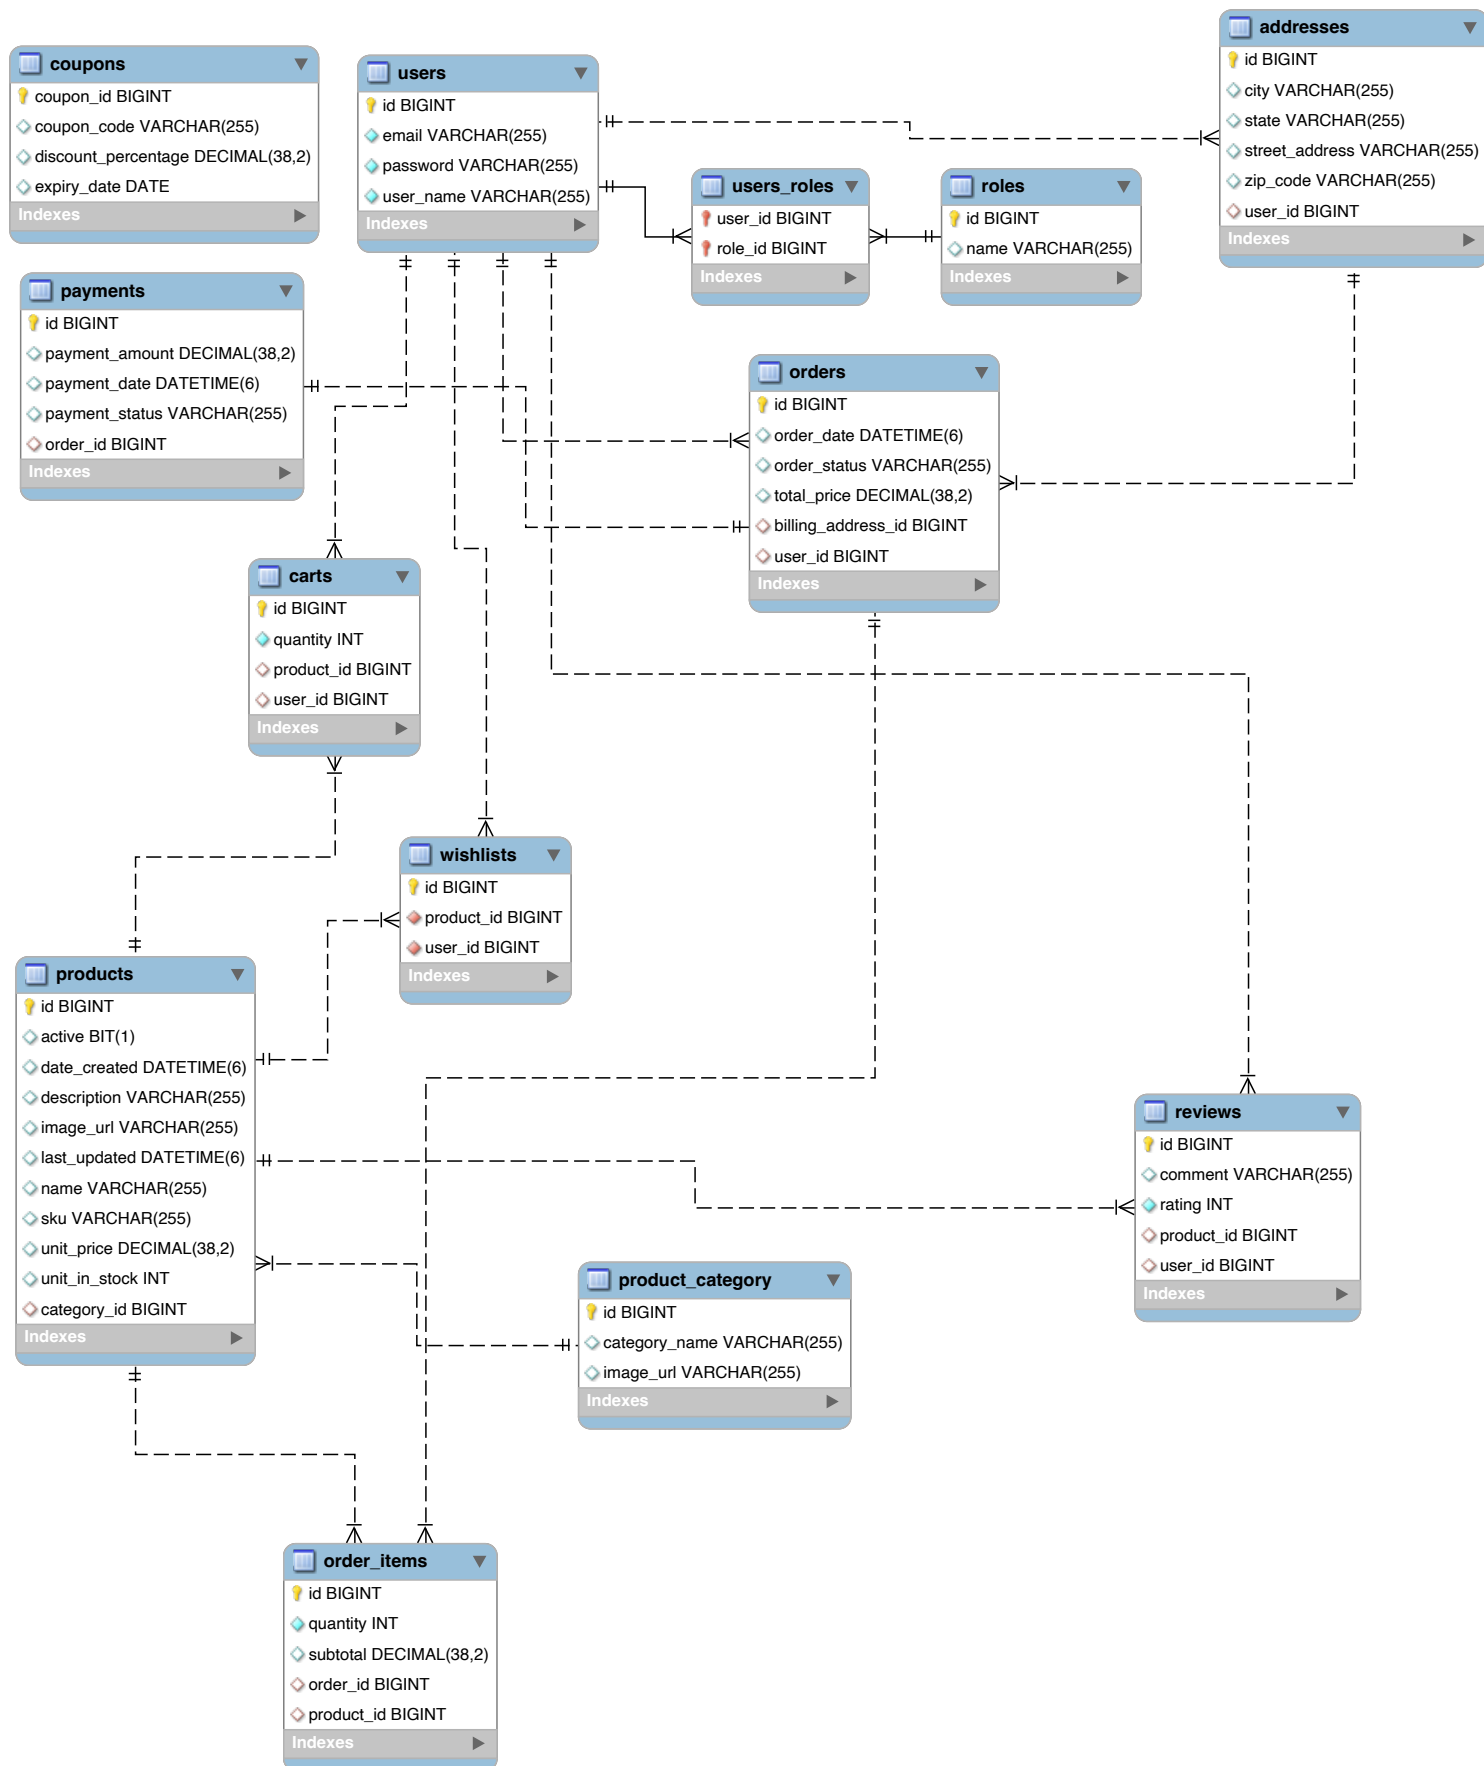 coupons
coupon_id BIGINT
coupon_code VARCHAR(255)
discount_percentage DECIMAL(38,2)
expiry_date DATE
Indexes
users
id BIGINT
email VARCHAR(255)
password VARCHAR(255)
user_name VARCHAR(255)
Indexes
addresses
id BIGINT
city VARCHAR(255)
state VARCHAR(255)
street_address VARCHAR(255)
zip_code VARCHAR(255)
user_id BIGINT
Indexes
users_roles
user_id BIGINT
role_id BIGINT
Indexes
roles
id BIGINT
name VARCHAR(255)
Indexes
payments
id BIGINT
payment_amount DECIMAL(38,2)
payment_date DATETIME(6)
payment_status VARCHAR(255)
order_id BIGINT
Indexes
orders
id BIGINT
order_date DATETIME(6)
order_status VARCHAR(255)
total_price DECIMAL(38,2)
billing_address_id BIGINT
user_id BIGINT
Indexes
carts
id BIGINT
quantity INT
product_id BIGINT
user_id BIGINT
Indexes
wishlists
id BIGINT
product_id BIGINT
user_id BIGINT
Indexes
products
id BIGINT
active BIT(1)
date_created DATETIME(6)
description VARCHAR(255)
image_url VARCHAR(255)
last_updated DATETIME(6)
name VARCHAR(255)
sku VARCHAR(255)
unit_price DECIMAL(38,2)
unit_in_stock INT
category_id BIGINT
Indexes
reviews
id BIGINT
comment VARCHAR(255)
rating INT
product_id BIGINT
user_id BIGINT
Indexes
product_category
id BIGINT
category_name VARCHAR(255)
image_url VARCHAR(255)
Indexes
order_items
id BIGINT
quantity INT
subtotal DECIMAL(38,2)
order_id BIGINT
product_id BIGINT
Indexes